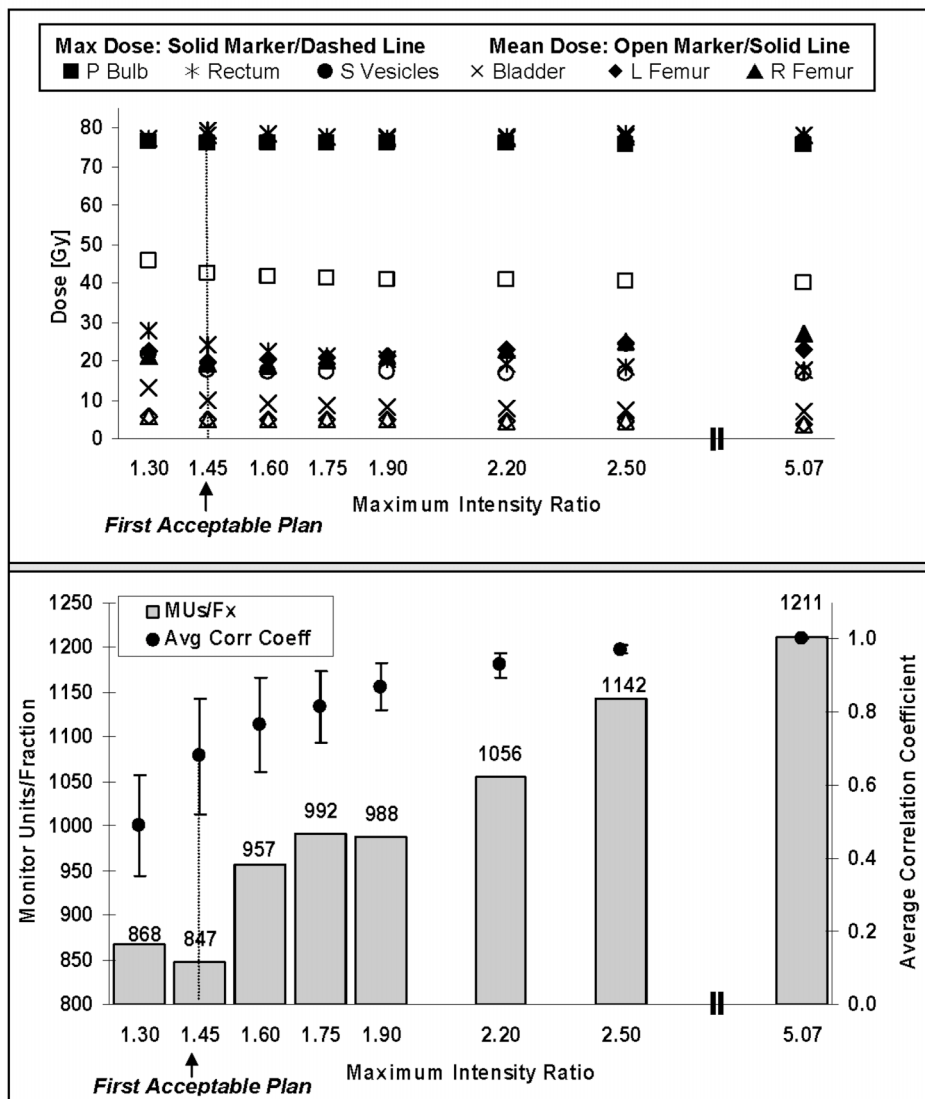 Max Dose: Solid Marker/Dashed Line Mean Dose: Open Marker/Solid Line
P Bulb Rectum S Vesicles Bladder L Femur R Femur
80
70
60
50
40
30
20
10
0
Dose [Gy]
1.30 1.45 1.60 1.75 1.90 2.20 2.50 5.07
Maximum Intensity Ratio
First Acceptable Plan
MUs/Fx
Avg Corr Coeff
1250
1200
1150
1100
1050
1000
950
900
850
800
Monitor Units/Fraction
868 847 957 992 988 1056 1142 1211
1.0
0.8
0.6
0.4
0.2
0.0
Average Correlation Coefficient
1.30 1.45 1.60 1.75 1.90 2.20 2.50 5.07
Maximum Intensity Ratio
First Acceptable Plan